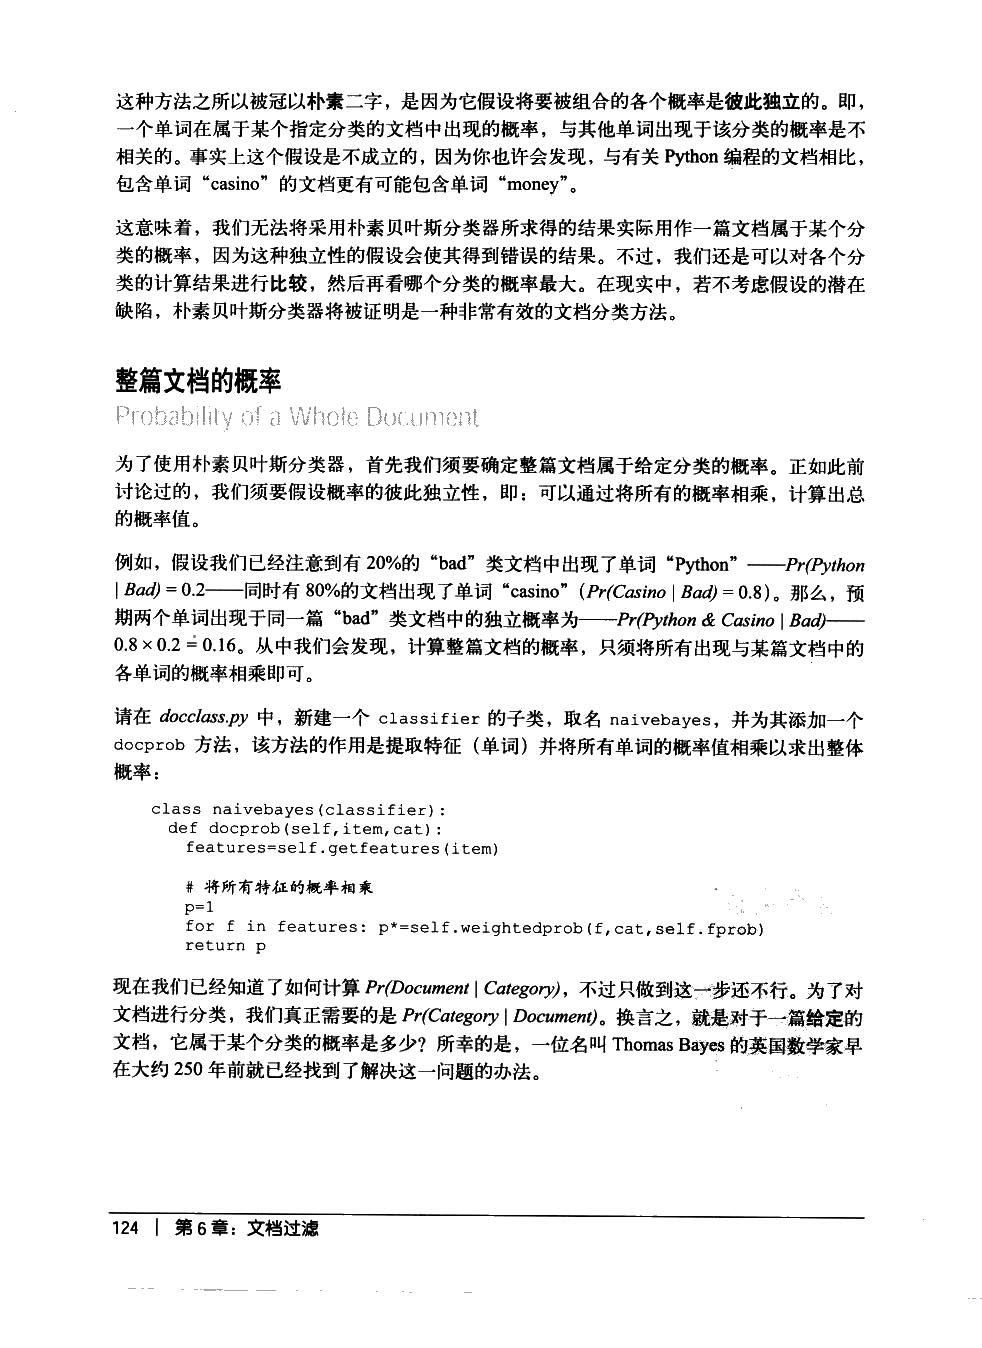 这种方法之所以被冠以朴素二字，是因为它假设将要被组合的各个概率是彼此独立的。即，
一个单词在属于某个指定分类的文档中出现的概率，与其他单词出现于该分类的概率是不
相关的。事实上这个假设是不成立的，因为你也许会发现，与有关 Python 编程的文档相比，
包含单词“casino”的文档更有可能包含单词“money”。
这意味着，我们无法将采用朴素贝叶斯分类器所求得的结果实际用作一篇文档属于某个分
类的概率，因为这种独立性的假设会使其得到错误的结果。不过，我们还是可以对各个分
类的计算结果进行比较，然后再看哪个分类的概率最大。在现实中，若不考虑假设的潜在
缺陷，朴素贝叶斯分类器将被证明是一种非常有效的文档分类方法。
整篇文档的概率
Probability of a Whole Document
为了使用朴素贝叶斯分类器，首先我们须要确定整篇文档属于给定分类的概率。正如此前
讨论过的，我们须要假设概率的彼此独立性，即：可以通过将所有的概率相乘，计算出总
的概率值。
例如，假设我们已经注意到有 20%的“bad”类文档中出现了单词“Python”——Pr(Python
| Bad) = 0.2——同时有 80%的文档出现了单词“casino”（Pr(Casino | Bad) = 0.8）。那么，预
期两个单词出现于同一篇“bad”类文档中的独立概率为——Pr(Python & Casino | Bad)——
0.8 × 0.2 = 0.16。从中我们会发现，计算整篇文档的概率，只须将所有出现与某篇文档中的
各单词的概率相乘即可。
请在 docclass.py 中，新建一个 classifier 的子类，取名 naivebayes，并为其添加一个
docprob 方法，该方法的作用是提取特征（单词）并将所有单词的概率值相乘以求出整体
概率：
class naivebayes(classifier):
def docprob(self,item,cat):
features=self.getfeatures(item)
# 将所有特征的概率相乘
p=1
for f in features: p*=self.weightedprob(f,cat,self.fprob)
return p
现在我们已经知道了如何计算 Pr(Document | Category)，不过只做到这一步还不行。为了对
文档进行分类，我们真正需要的是 Pr(Category | Document)。换言之，就是对于一篇给定的
文档，它属于某个分类的概率是多少？所幸的是，一位名叫 Thomas Bayes 的英国数学家早
在大约 250 年前就已经找到了解决这一问题的办法。
124 | 第 6 章：文档过滤